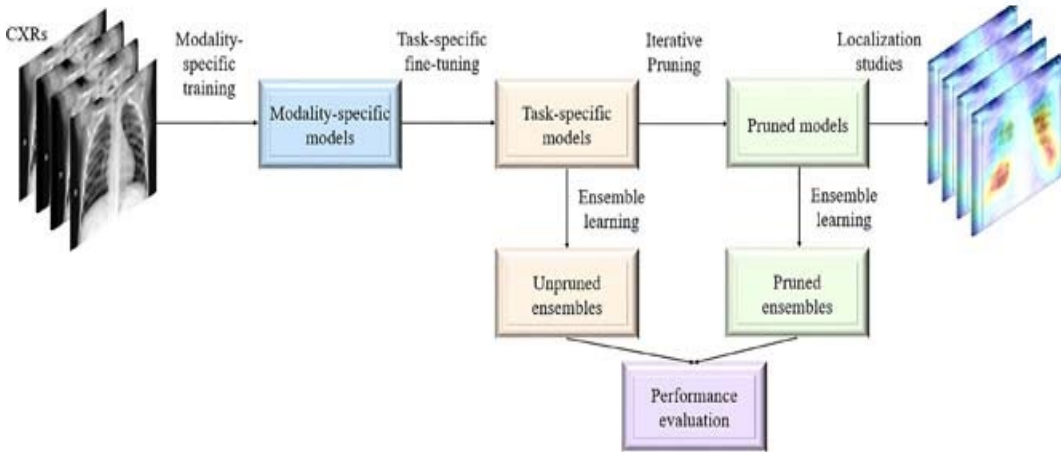 CXRs
Modality-
specific
training
Task-specific
fine-tuning
Iterative
Pruning
Localization
studies
Modality-specific
models
Task-specific
models
Pruned models
Ensemble
learning
Ensemble
learning
Unpruned
ensembles
Pruned
ensembles
Performance
evaluation